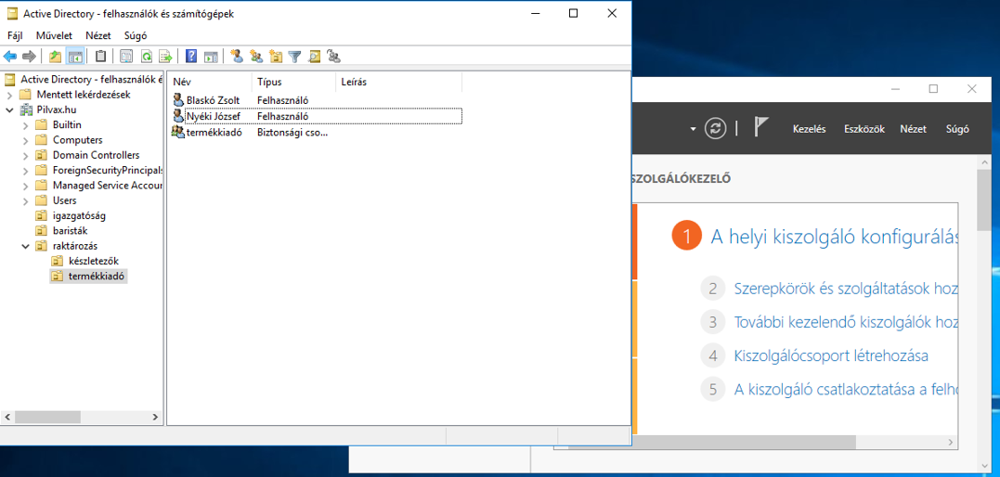 Active Directory - felhasználók és számítógépek
Fájl Művelet Nézet Súgó
Active Directory - felhasználók é
Mentett lekérdezések
Pilvax.hu
Builtin
Computers
Domain Controllers
ForeignSecurityPrincipals
Managed Service Accour
Users
igazgatóság
baristák
raktározás
készletezők
termékkiadó
Név Típus Leírás
Blaskó Zsolt Felhasználó
Nyéki József Felhasználó
termékkiadó Biztonsági cso...
Kezelés Eszközök Nézet Súgó
SZOLGÁLÓKEZELŐ
1 A helyi kiszolgáló konfigurálás
2 Szerepkörök és szolgáltatások hoz
3 További kezelendő kiszolgálók hoz
4 Kiszolgálócsoport létrehozása
5 A kiszolgáló csatlakoztatása a felho